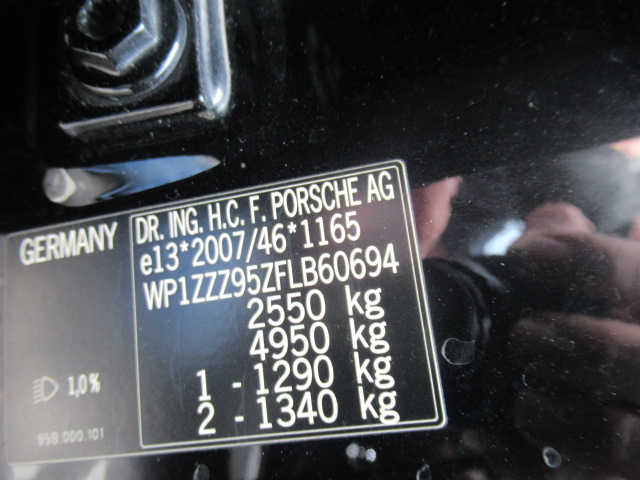 GERMANY
DR. ING. H.C. F. PORSCHE AG
e13*2007/46*1165
WP1ZZZ95ZFLB60694
2550 kg
4950 kg
1 - 1290 kg
2 - 1340 kg
1,0%
95B.000.101